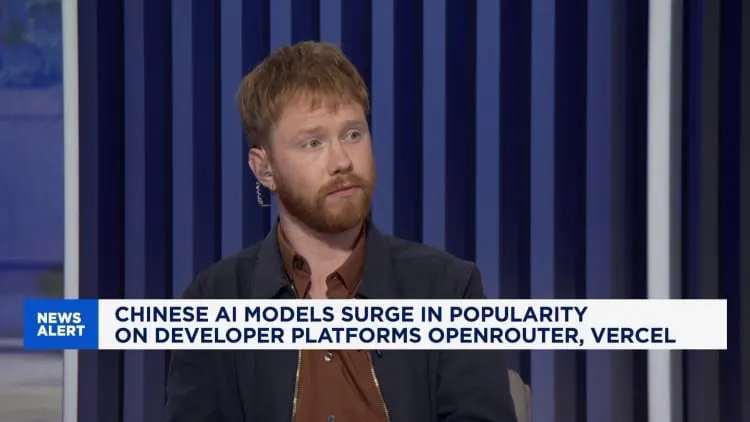 NEWS
ALERT
CHINESE AI MODELS SURGE IN POPULARITY
ON DEVELOPER PLATFORMS OPENROUTER, VERCEL